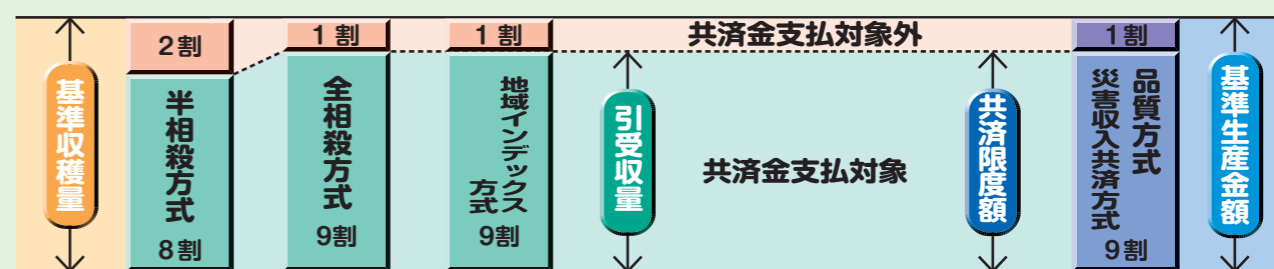 基準収穫量
2割
半相殺方式
8割
1割
全相殺方式
9割
1割
地域インデックス
方式
9割
共済金支払対象外
引受収量
共済金支払対象
共済限度額
1割
品質方式
災害収入共済方式
9割
基準生産金額